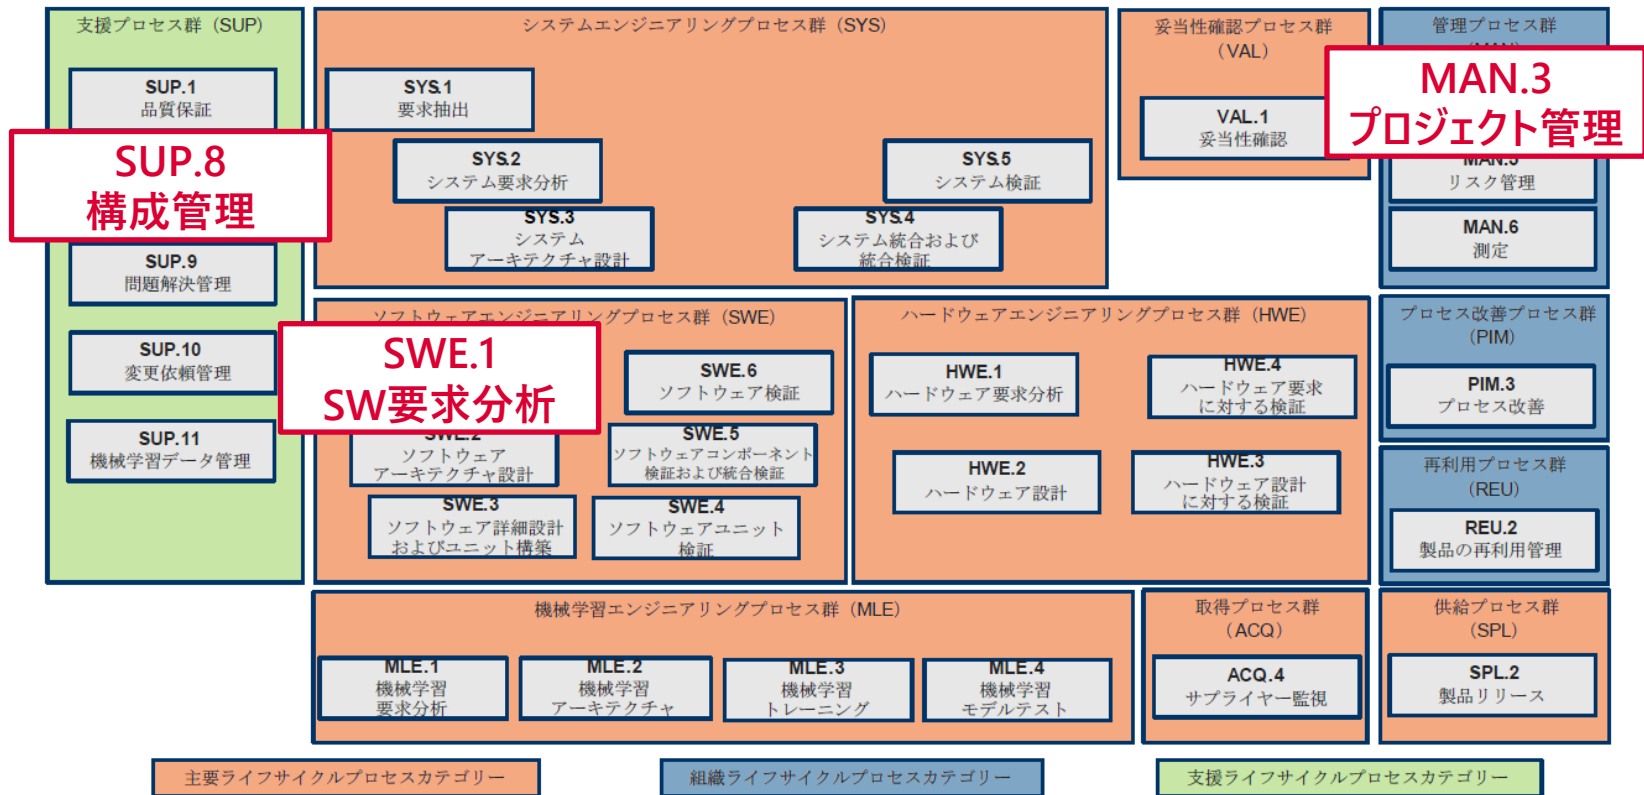 支援プロセス群（SUP）
SUP.1
品質保証
SUP.8
構成管理
SUP.9
問題解決管理
SUP.10
変更依頼管理
SUP.11
機械学習データ管理
システムエンジニアリングプロセス群（SYS）
SYS.1
要求抽出
SYS.2
システム要求分析
SYS.3
システム
アーキテクチャ設計
SYS.5
システム検証
SYS.4
システム統合および
統合検証
妥当性確認プロセス群
（VAL）
VAL.1
妥当性確認
管理プロセス群
MAN.3
プロジェクト管理
MAN.5
リスク管理
MAN.6
測定
ソフトウェアエンジニアリングプロセス群（SWE）
SWE.1
SW要求分析
SWE.6
ソフトウェア検証
SWE.2
ソフトウェア
アーキテクチャ設計
SWE.5
ソフトウェアコンポーネント
検証および統合検証
SWE.3
ソフトウェア詳細設計
およびユニット構築
SWE.4
ソフトウェアユニット
検証
ハードウェアエンジニアリングプロセス群（HWE）
HWE.1
ハードウェア要求分析
HWE.4
ハードウェア要求
に対する検証
HWE.2
ハードウェア設計
HWE.3
ハードウェア設計
に対する検証
プロセス改善プロセス群
（PIM）
PIM.3
プロセス改善
再利用プロセス群
（REU）
REU.2
製品の再利用管理
機械学習エンジニアリングプロセス群（MLE）
MLE.1
機械学習
要求分析
MLE.2
機械学習
アーキテクチャ
MLE.3
機械学習
トレーニング
MLE.4
機械学習
モデルテスト
取得プロセス群
（ACQ）
ACQ.4
サプライヤー監視
供給プロセス群
（SPL）
SPL.2
製品リリース
主要ライフサイクルプロセスカテゴリー
組織ライフサイクルプロセスカテゴリー
支援ライフサイクルプロセスカテゴリー